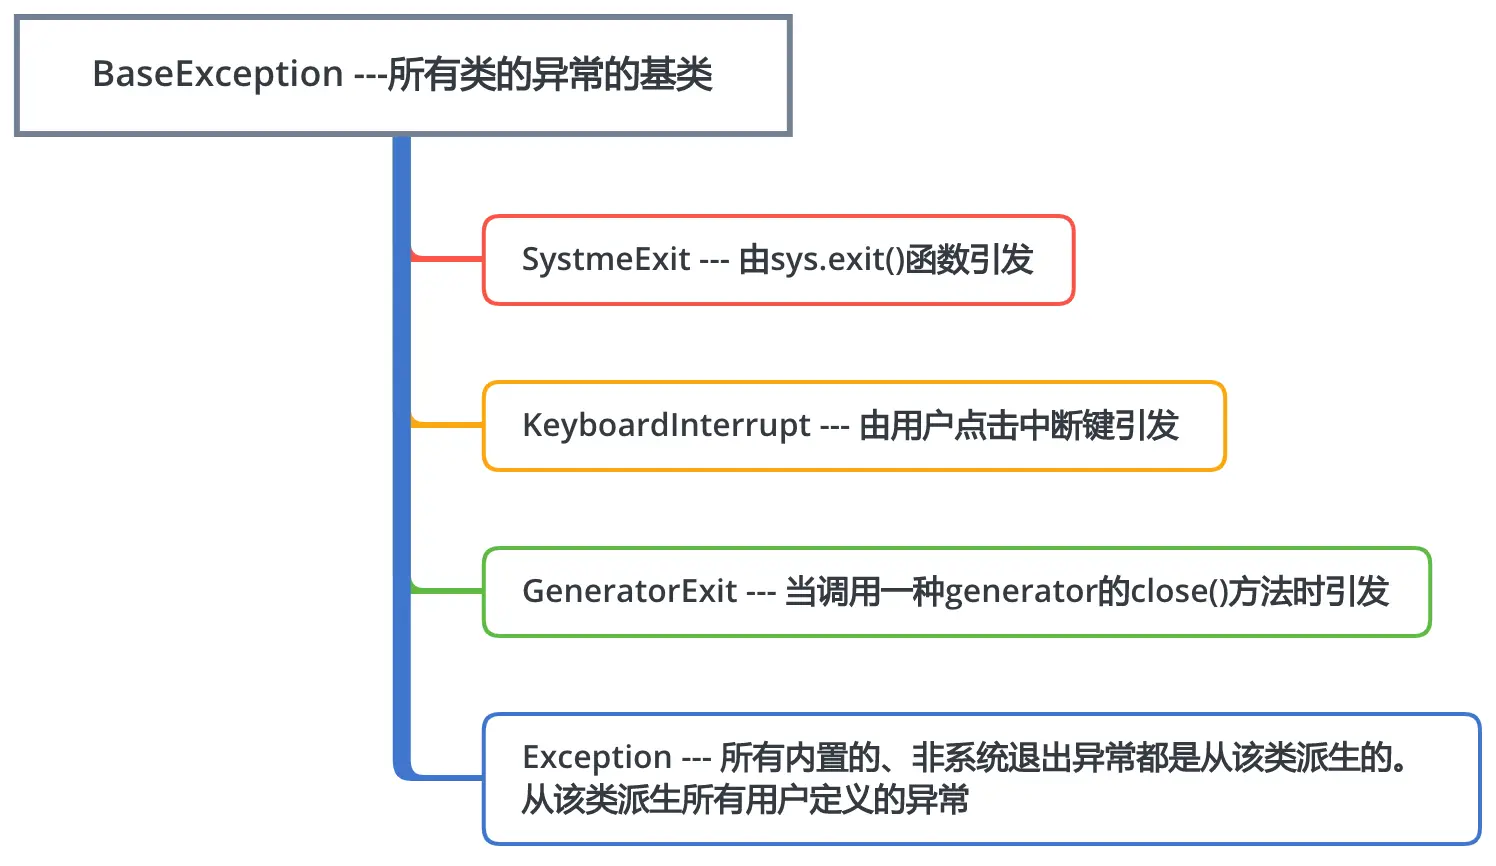 BaseException ---所有类的异常的基类
SystmeExit --- 由sys.exit()函数引发
KeyboardInterrupt --- 由用户点击中断键引发
GeneratorExit --- 当调用一种generator的close()方法时引发
Exception --- 所有内置的、非系统退出异常都是从该类派生的。
从该类派生所有用户定义的异常